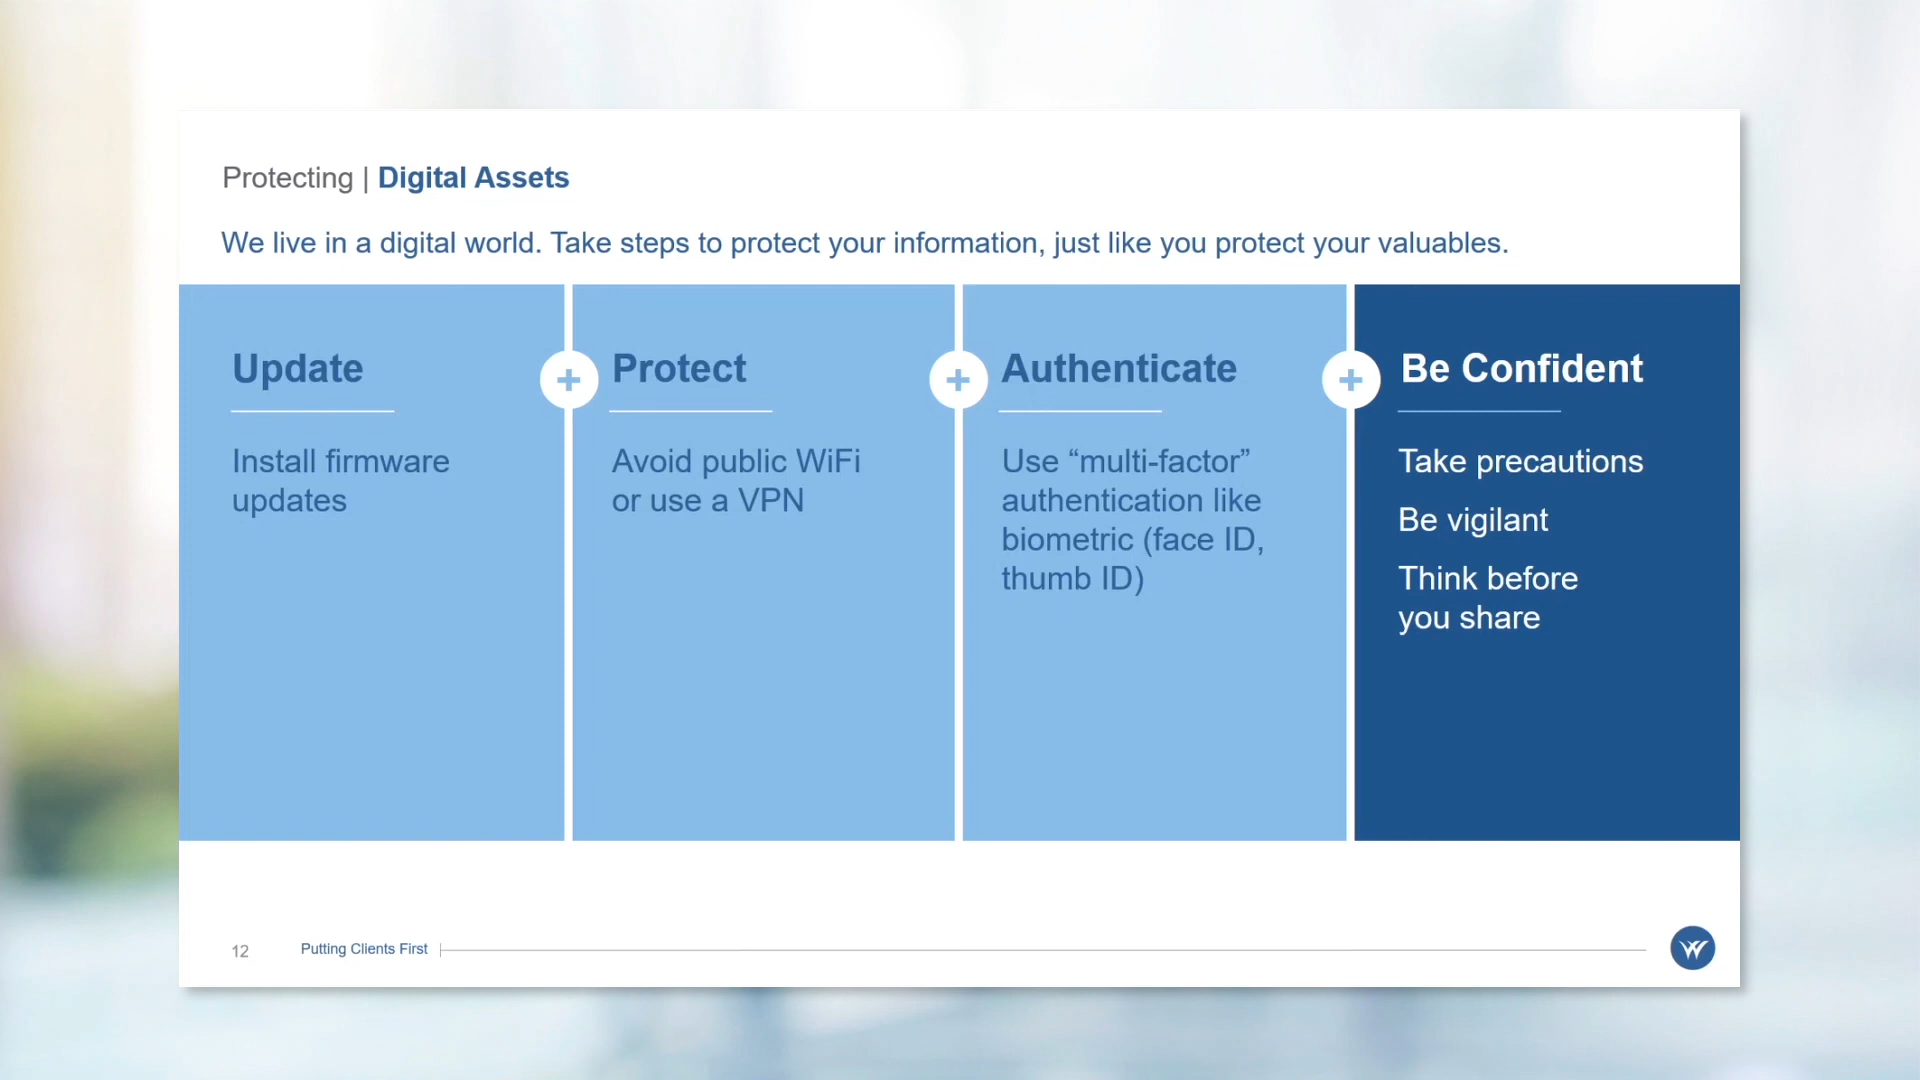 Protecting | Digital Assets
We live in a digital world. Take steps to protect your information, just like you protect your valuables.
Update
Install firmware
updates
+
Protect
Avoid public WiFi
or use a VPN
+
Authenticate
Use “multi-factor”
authentication like
biometric (face ID,
thumb ID)
+
Be Confident
Take precautions
Be vigilant
Think before
you share
12
Putting Clients First
W